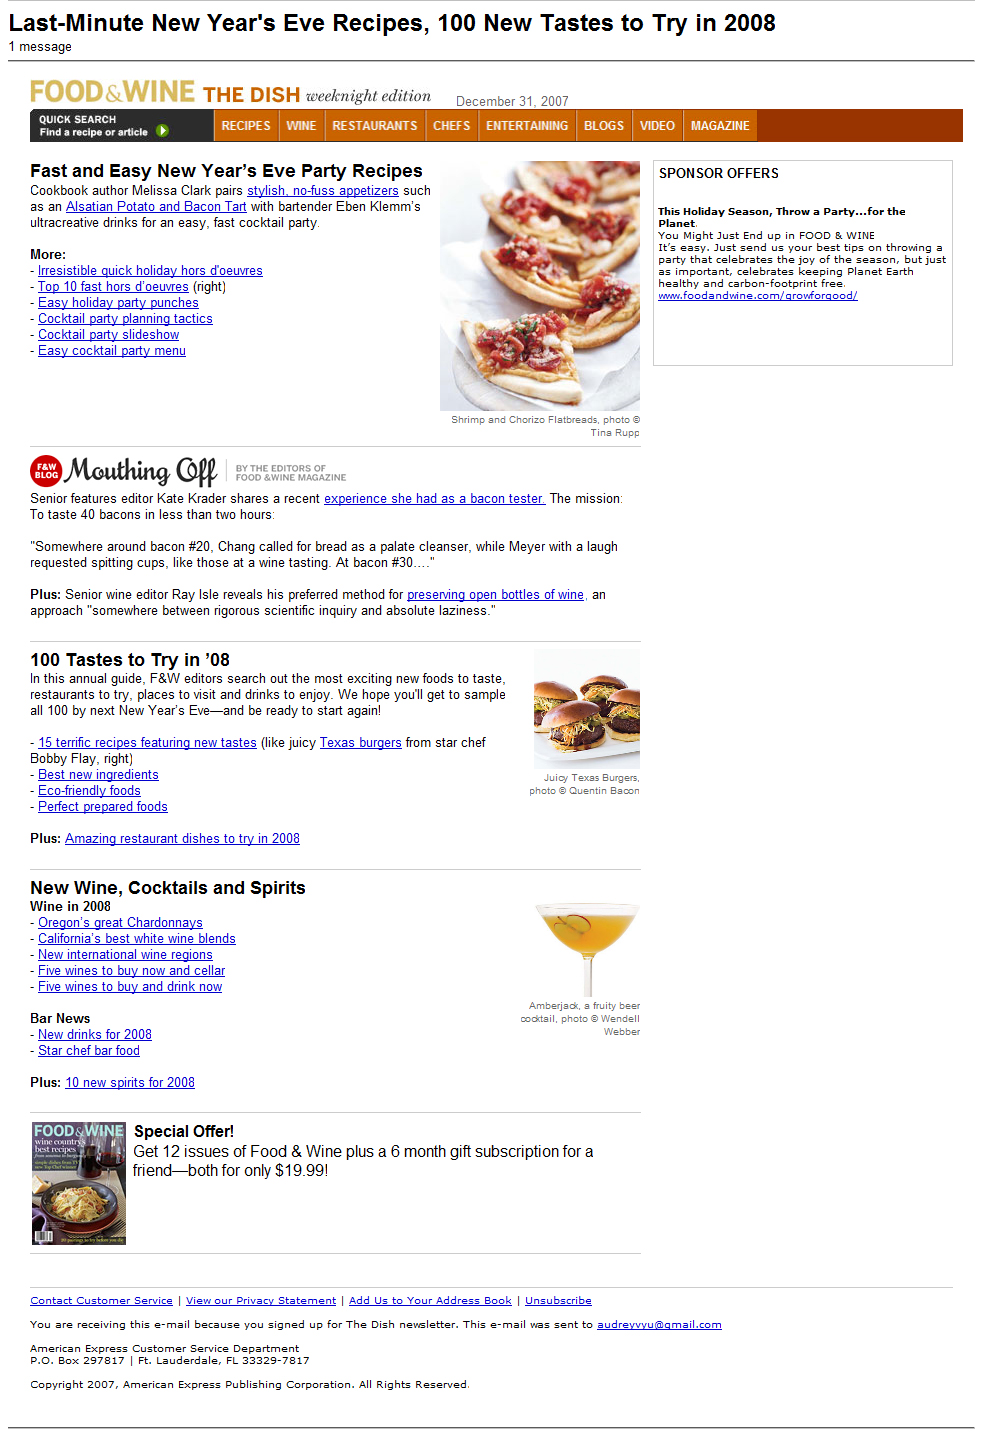 Last-Minute New Year's Eve Recipes, 100 New Tastes to Try in 2008
1 message
FOOD & WINE THE DISH weeknight edition December 31, 2007
QUICK SEARCH
Find a recipe or article
RECIPES WINE RESTAURANTS CHEFS ENTERTAINING BLOGS VIDEO MAGAZINE
Fast and Easy New Year's Eve Party Recipes
Cookbook author Melissa Clark pairs stylish, no-fuss appetizers such
as an Alsatian Potato and Bacon Tart with bartender Eben Klemm's
ultracreative drinks for an easy, fast cocktail party.
More:
- Irresistible quick holiday hors d'oeuvres
- Top 10 fast hors d'oeuvres (right)
- Easy holiday party punches
- Cocktail party planning tactics
- Cocktail party slideshow
- Easy cocktail party menu
Shrimp and Chorizo Flatbreads, photo ©
Tina Rupp
SPONSOR OFFERS
This Holiday Season, Throw a Party...for the
Planet.
You Might Just End up in FOOD & WINE
It's easy. Just send us your best tips on throwing a
party that celebrates the joy of the season, but just
as important, celebrates keeping Planet Earth
healthy and carbon-footprint free.
www.foodandwine.com/growforgood/
F&W
BLOG
Mouthing Off
BY THE EDITORS OF
FOOD & WINE MAGAZINE
Senior features editor Kate Krader shares a recent experience she had as a bacon tester. The mission:
To taste 40 bacons in less than two hours:
"Somewhere around bacon #20, Chang called for bread as a palate cleanser, while Meyer with a laugh
requested spitting cups, like those at a wine tasting. At bacon #30…."
Plus: Senior wine editor Ray Isle reveals his preferred method for preserving open bottles of wine, an
approach "somewhere between rigorous scientific inquiry and absolute laziness."
100 Tastes to Try in '08
In this annual guide, F&W editors search out the most exciting new foods to taste,
restaurants to try, places to visit and drinks to enjoy. We hope you'll get to sample
all 100 by next New Year's Eve—and be ready to start again!
- 15 terrific recipes featuring new tastes (like juicy Texas burgers from star chef
Bobby Flay, right)
- Best new ingredients
- Eco-friendly foods
- Perfect prepared foods
Plus: Amazing restaurant dishes to try in 2008
Juicy Texas Burgers,
photo © Quentin Bacon
New Wine, Cocktails and Spirits
Wine in 2008
- Oregon's great Chardonnays
- California's best white wine blends
- New international wine regions
- Five wines to buy now and cellar
- Five wines to buy and drink now
Bar News
- New drinks for 2008
- Star chef bar food
Plus: 10 new spirits for 2008
Amberjack, a fruity beer
cocktail, photo © Wendell
Webber
FOOD & WINE
wine country's
best recipes
Special Offer!
Get 12 issues of Food & Wine plus a 6 month gift subscription for a
friend—both for only $19.99!
Contact Customer Service | View our Privacy Statement | Add Us to Your Address Book | Unsubscribe
You are receiving this e-mail because you signed up for The Dish newsletter. This e-mail was sent to audreyvyu@gmail.com
American Express Customer Service Department
P.O. Box 297817 | Ft. Lauderdale, FL 33329-7817
Copyright 2007, American Express Publishing Corporation. All Rights Reserved.